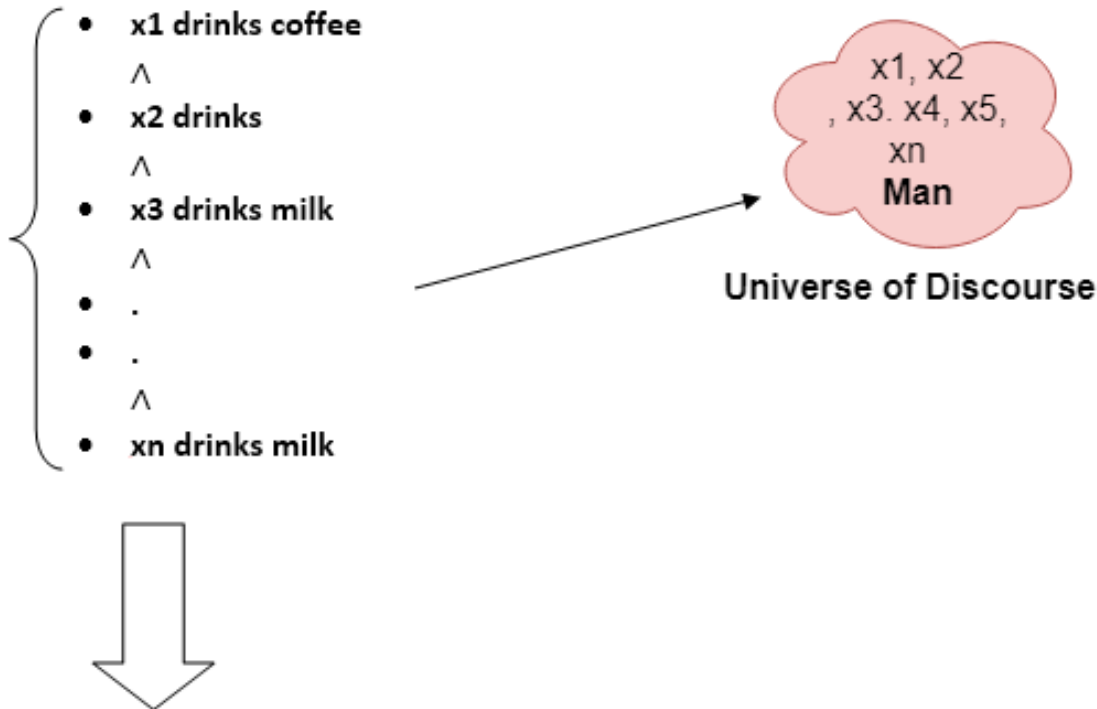 • x1 drinks coffee
^
• x2 drinks
^
• x3 drinks milk
^
• .
• .
^
• xn drinks milk
x1, x2
, x3. x4, x5,
xn
Man
Universe of Discourse